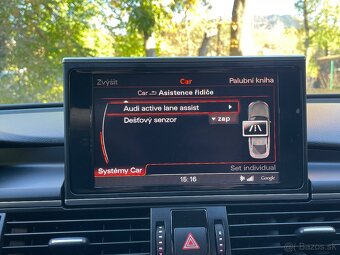 Zvýšit Car Palubní kniha
Car Asistence řidiče
Audi active lane assist
Dešťový senzor zap
Systémy Car Set individual
15:16 Google
Bazos.sk